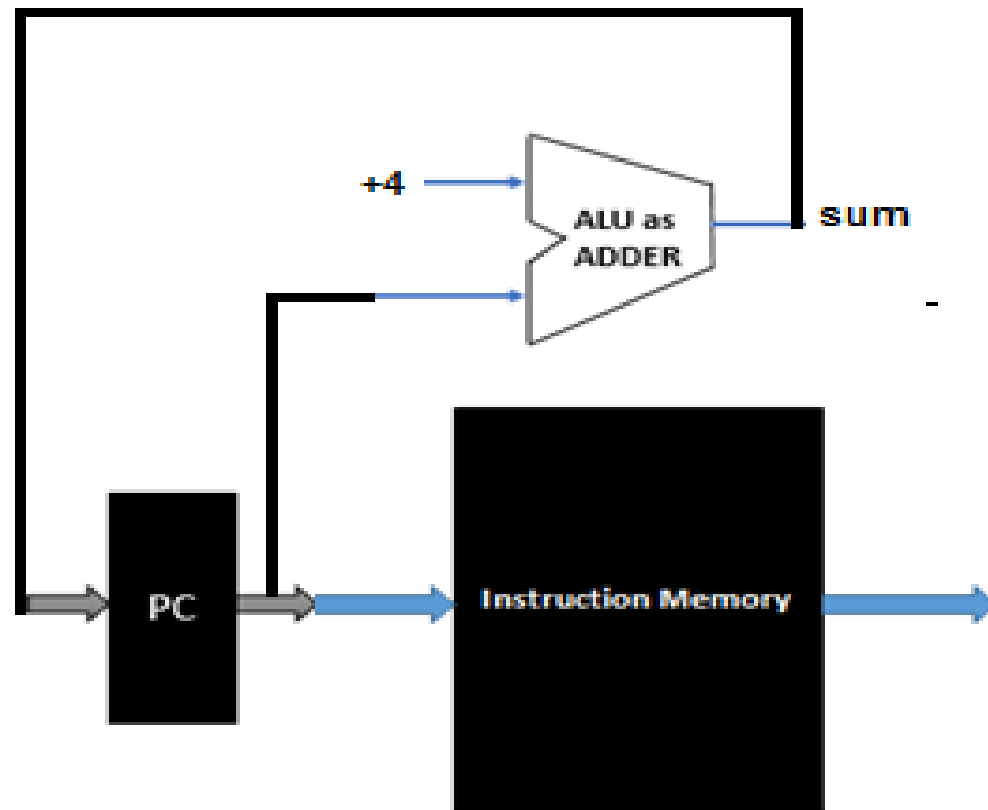 +4
ALU as
ADDER
sum
-
PC
Instruction Memory